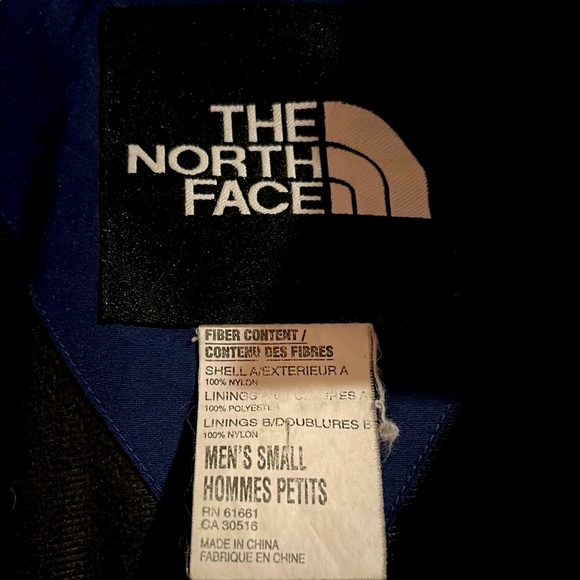 THE
NORTH
FACE
FIBER CONTENT /
CONTENU DES FIBRES
SHELL A/EXTERIEUR A
100% NYLON
LININGS A
100% POLYESTER
LININGS B/DOUBLURES B
100% NYLON
MEN'S SMALL
HOMMES PETITS
RN 61661
CA 30516
MADE IN CHINA
FABRIQUE EN CHINE